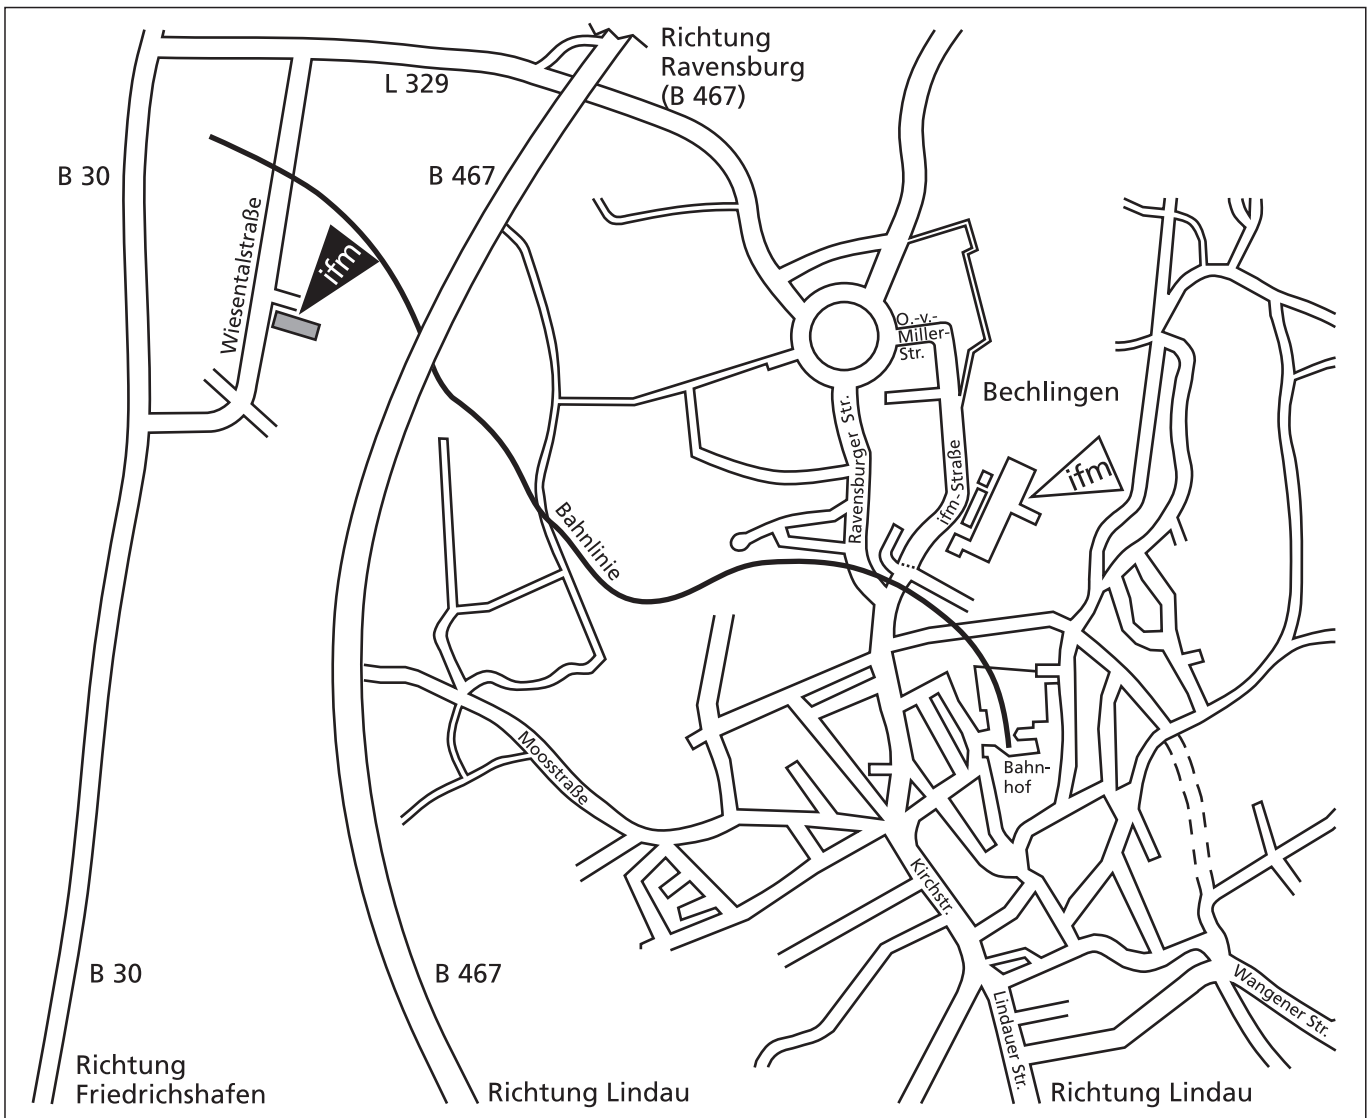 Richtung
Ravensburg
(B 467)
L 329
B 30
B 467
Wiesentalstraße
ifm
O.-v.-
Miller-
Str.
Bechlingen
Ravensburger Str.
ifm-Straße
ifm
Bahnlinie
Moosstraße
Bahn-
hof
Kirchstr.
B 30
B 467
Wangener Str.
Lindauer Str.
Richtung
Friedrichshafen
Richtung Lindau
Richtung Lindau